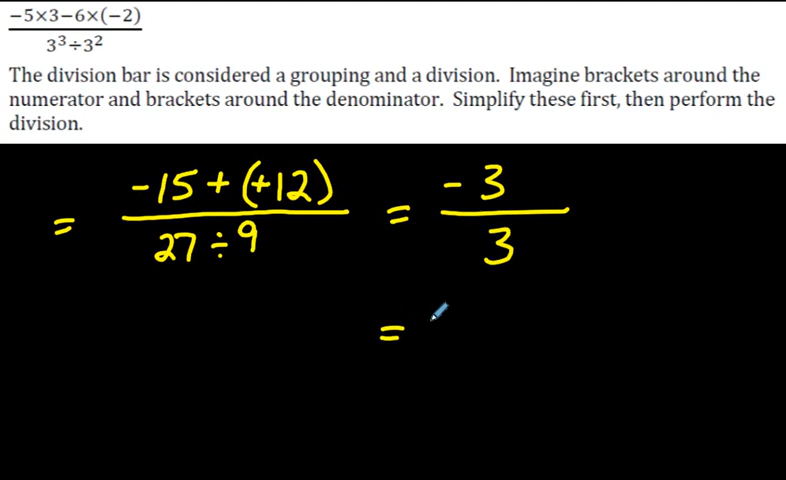 −5×3−6×(−2)
3³÷3²
The division bar is considered a grouping and a division. Imagine brackets around the
numerator and brackets around the denominator. Simplify these first, then perform the
division.
= -15 + (+12) = -3
27 ÷ 9 3
=